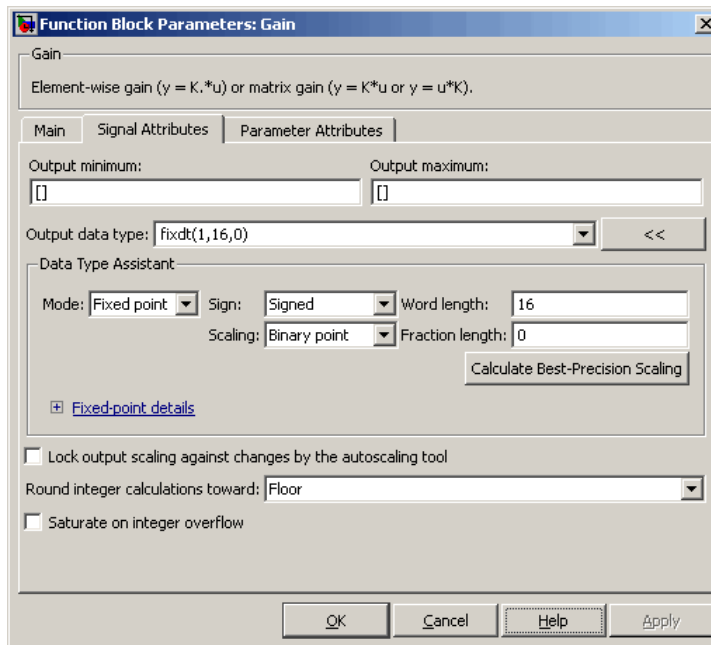 Function Block Parameters: Gain
Gain
Element-wise gain (y = K.*u) or matrix gain (y = K*u or y = u*K).
Main Signal Attributes Parameter Attributes
Output minimum: Output maximum:
[] []
Output data type: fixdt(1,16,0) <<
Data Type Assistant
Mode: Fixed point Sign: Signed Word length: 16
Scaling: Binary point Fraction length: 0
Calculate Best-Precision Scaling
Fixed-point details
Lock output scaling against changes by the autoscaling tool
Round integer calculations toward: Floor
Saturate on integer overflow
OK Cancel Help Apply